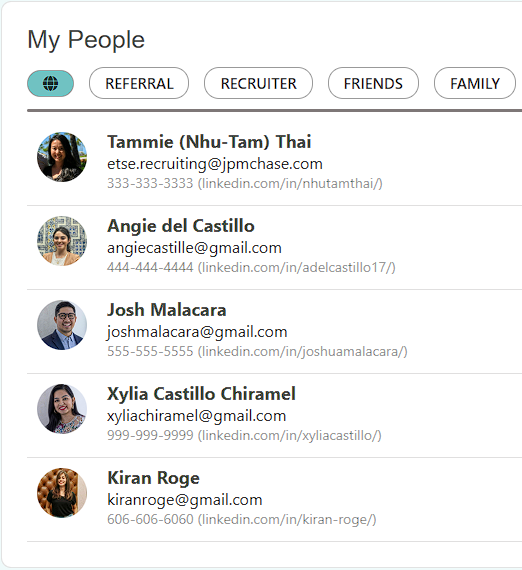 My People
REFERRAL RECRUITER FRIENDS FAMILY
Tammie (Nhu-Tam) Thai
etse.recruiting@jpmchase.com
333-333-3333 (linkedin.com/in/nhutamthai/)
Angie del Castillo
angiecastille@gmail.com
444-444-4444 (linkedin.com/in/adelcastillo17/)
Josh Malacara
joshmalacara@gmail.com
555-555-5555 (linkedin.com/in/joshuamalacara/)
Xylia Castillo Chiramel
xyliachiramel@gmail.com
999-999-9999 (linkedin.com/in/xyliacastillo/)
Kiran Roge
kiranroge@gmail.com
606-606-6060 (linkedin.com/in/kiran-roge/)